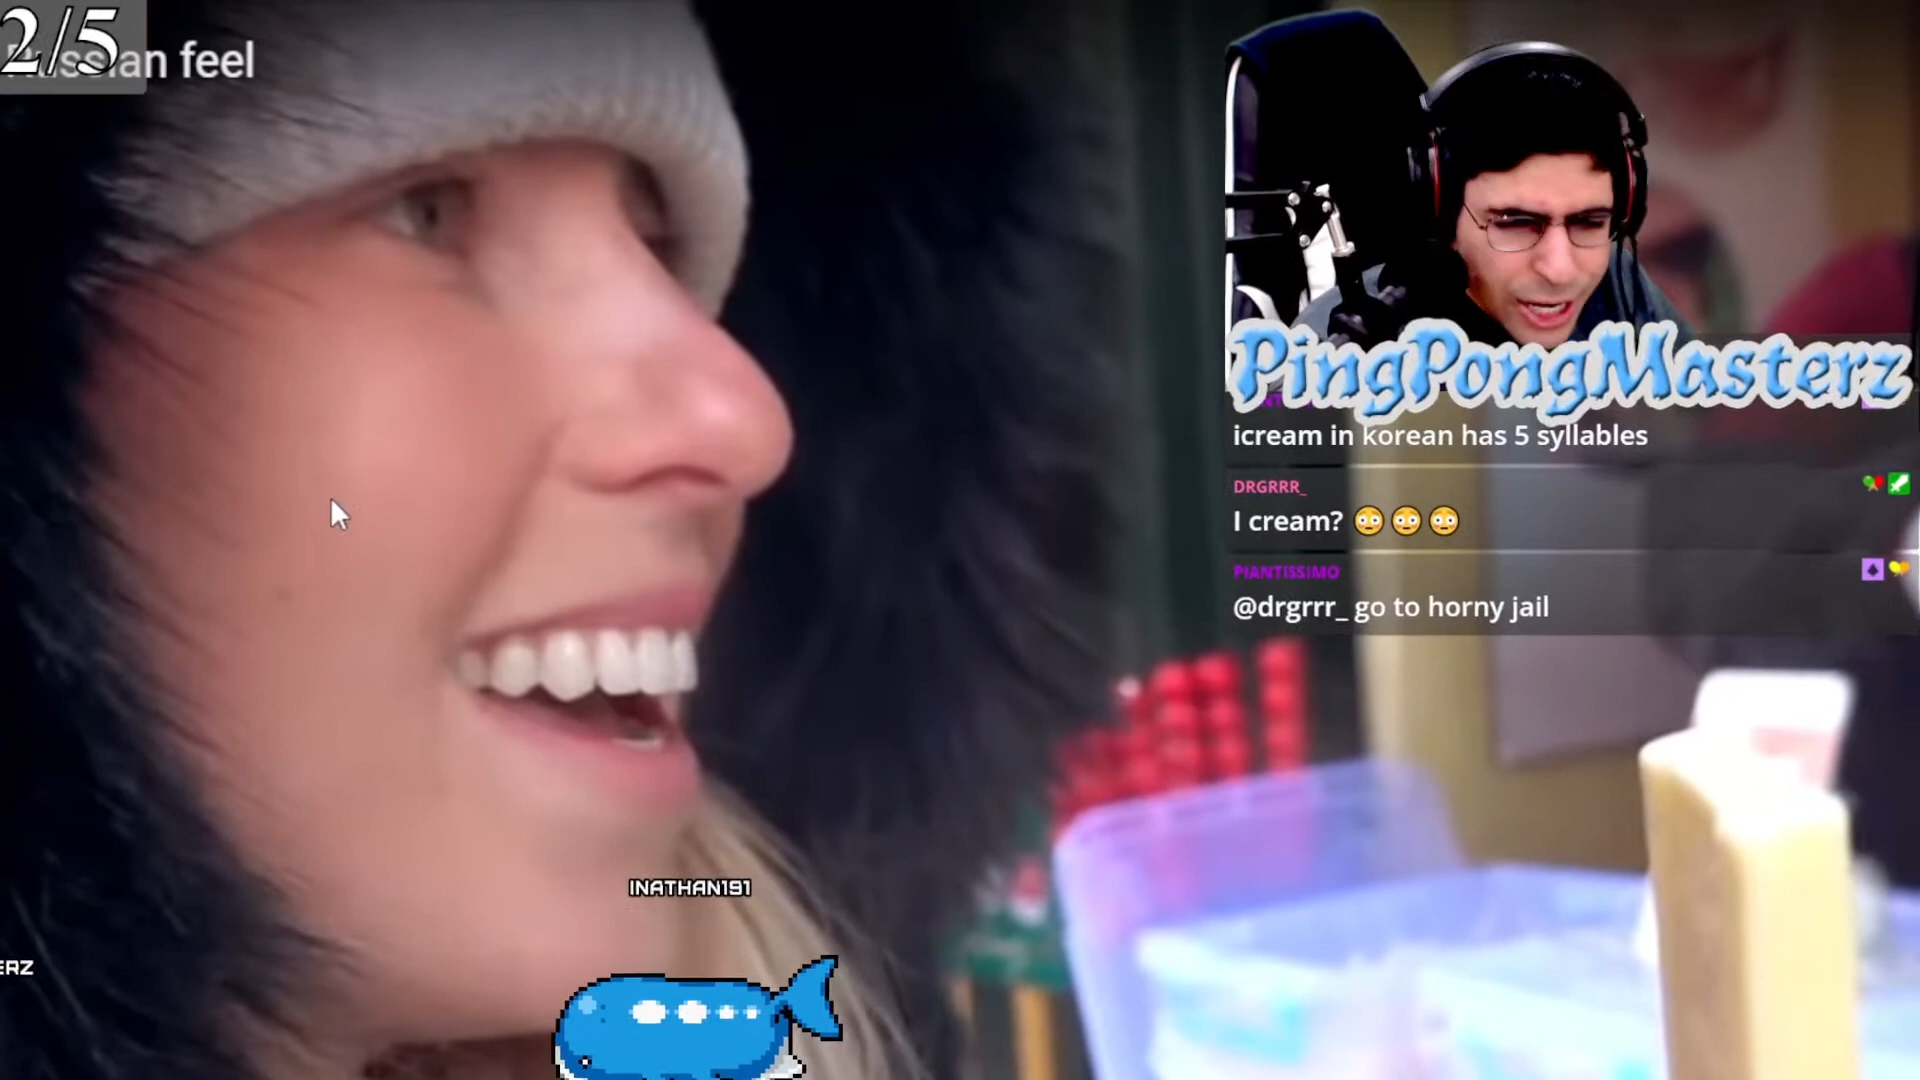 2/5
Russian feel
PingPongMasterz
icream in korean has 5 syllables
DRGRRR_
I cream? 😳 😳 😳
PIANTISSIMO
@drgrrr_ go to horny jail
INATHAN191
ERZ